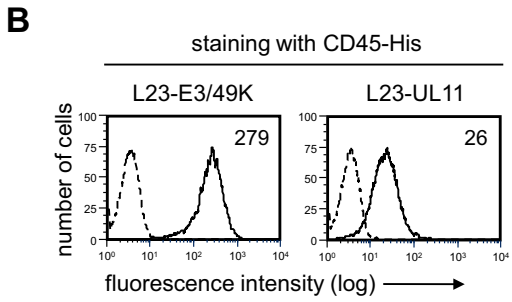 B
staining with CD45-His
L23-E3/49K
L23-UL11
number of cells
100
75
50
25
0
279
10⁰ 10¹ 10² 10³ 10⁴
100
75
50
25
0
26
10⁰ 10¹ 10² 10³ 10⁴
fluorescence intensity (log)